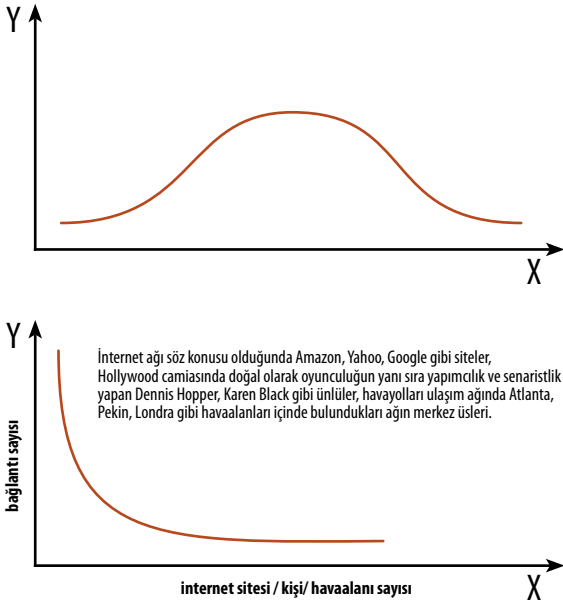 Y
X
Y
İnternet ağı söz konusu olduğunda Amazon, Yahoo, Google gibi siteler,
Hollywood camiasında doğal olarak oyunculuğun yanı sıra yapımcılık ve senaristlik
yapan Dennis Hopper, Karen Black gibi ünlüler, havayolları ulaşım ağında Atlanta,
Pekin, Londra gibi havaalanları içinde bulundukları ağın merkez üsleri.
bağlantı sayısı
internet sitesi / kişi/ havaalanı sayısı
X